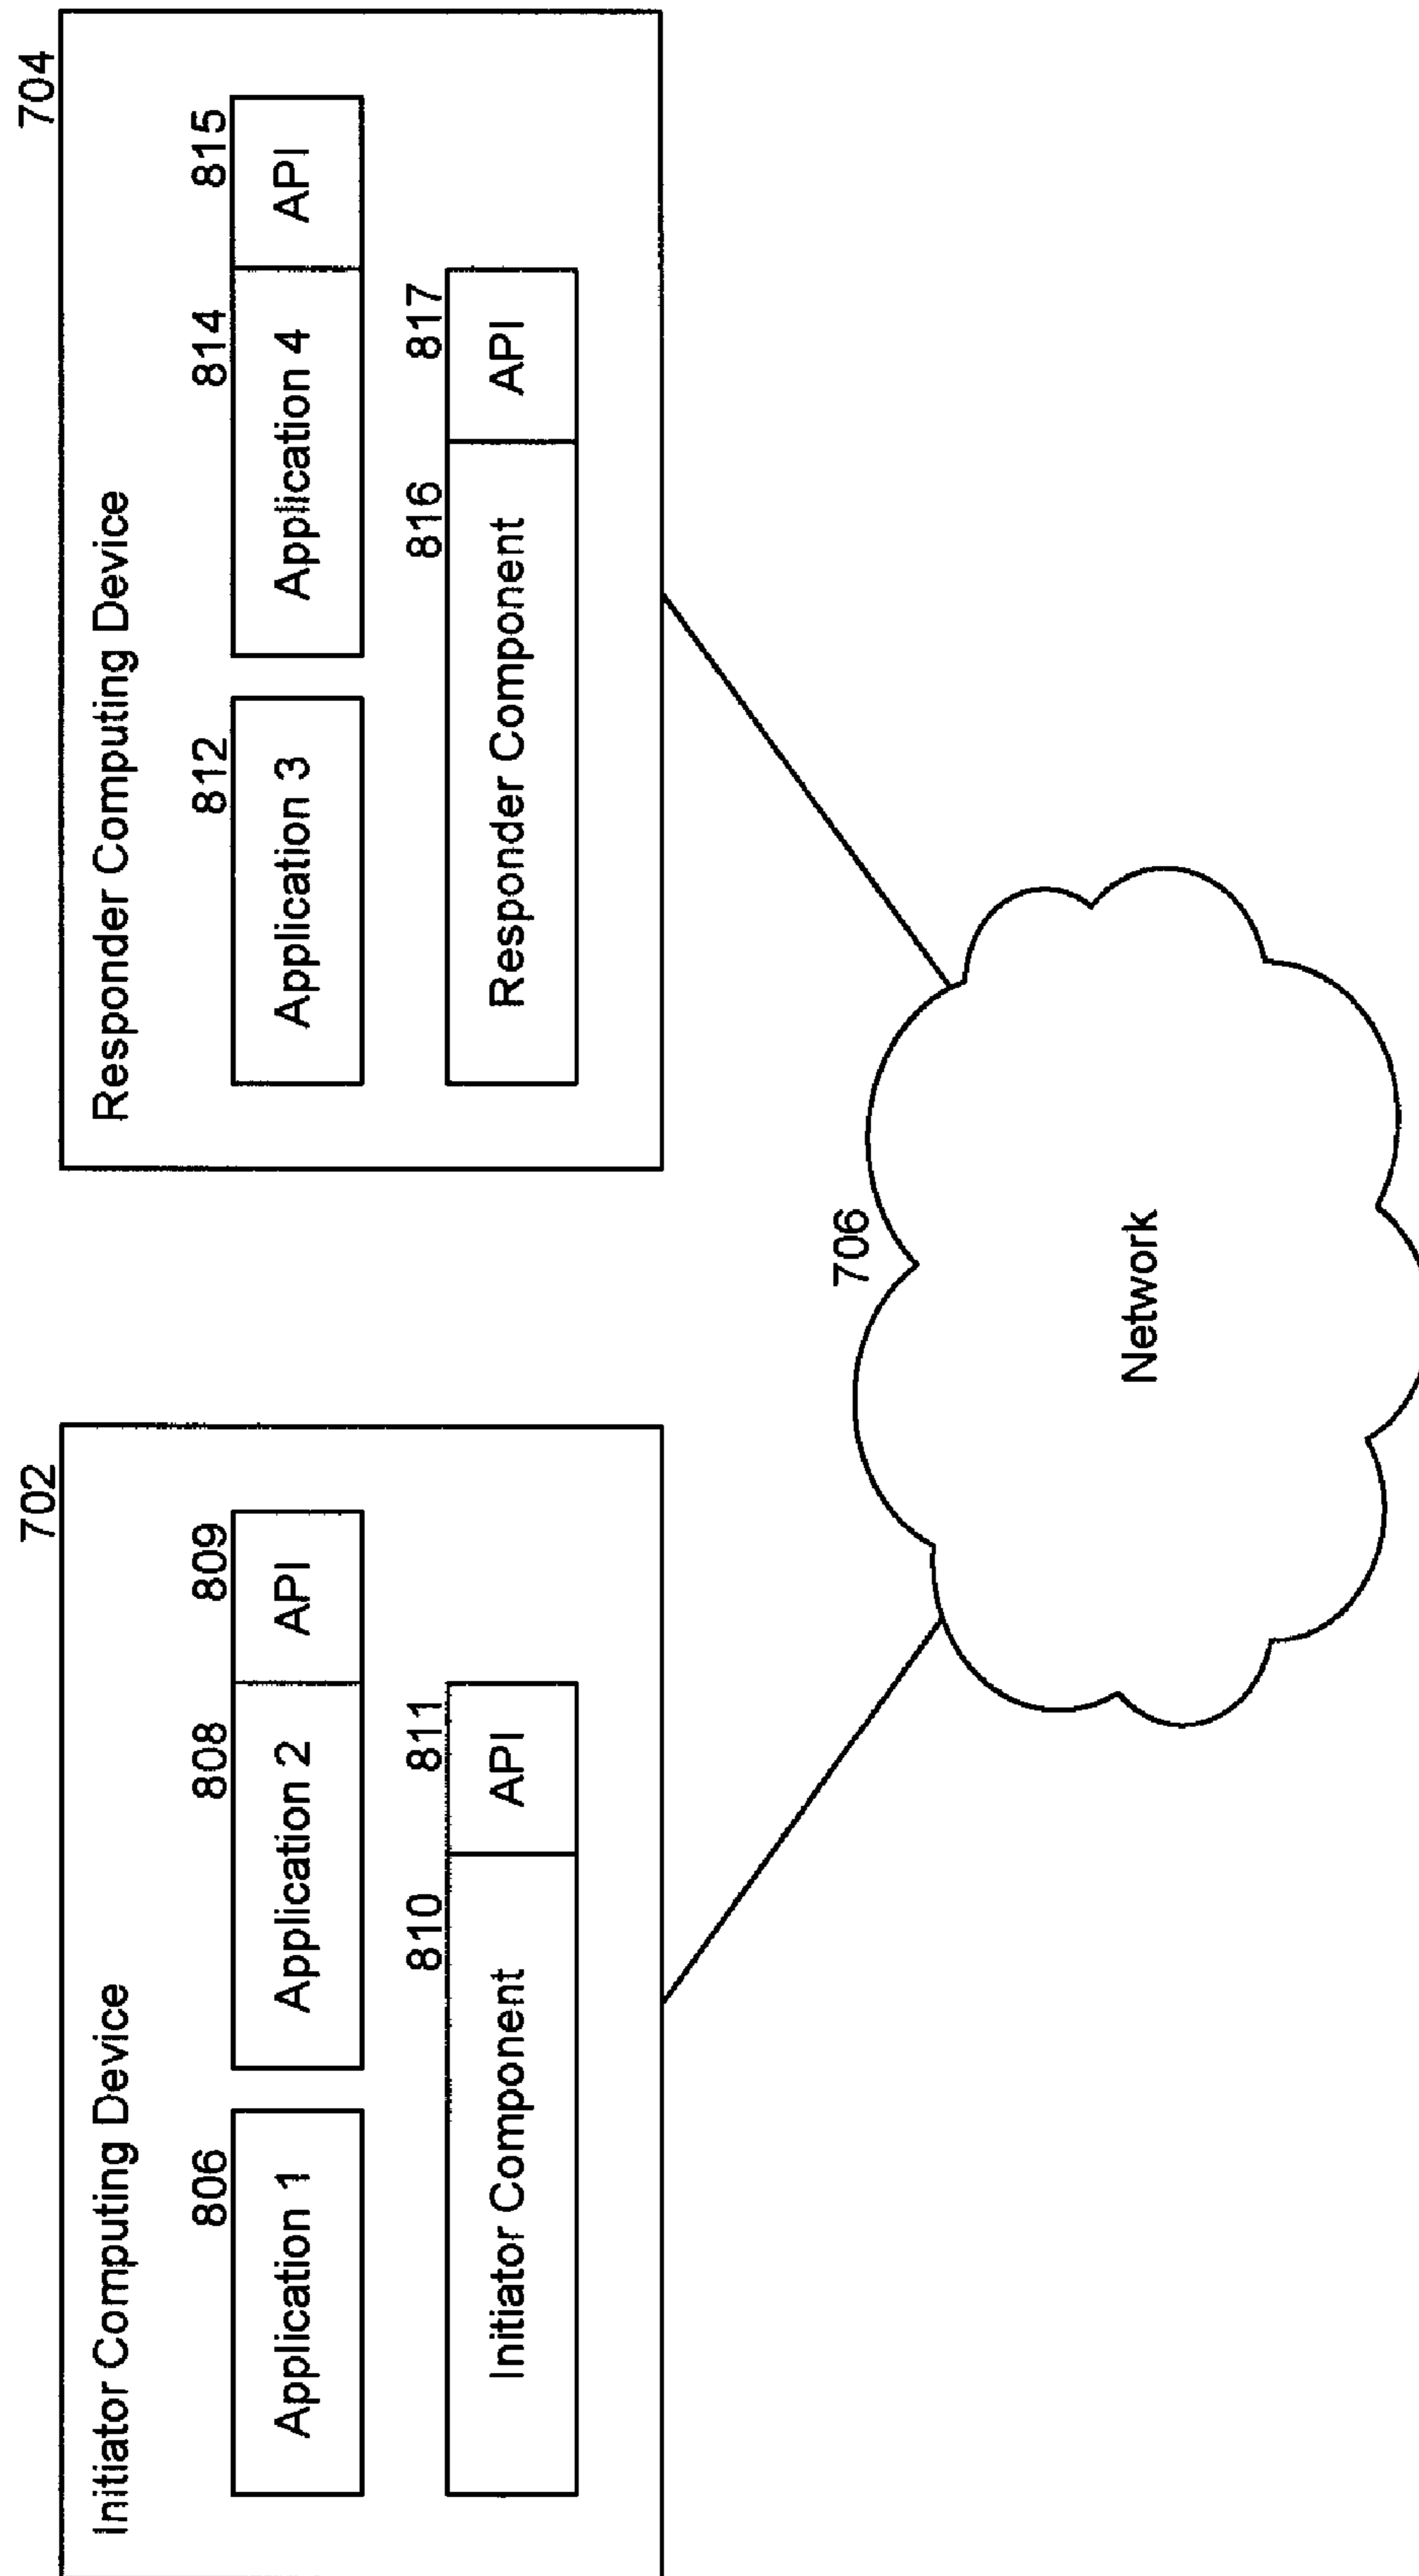 702
Initiator Computing Device
806
808
809
Application 1
Application 2
API
810
811
Initiator Component
API
704
Responder Computing Device
812
814
815
Application 3
Application 4
API
816
817
Responder Component
API
706
Network